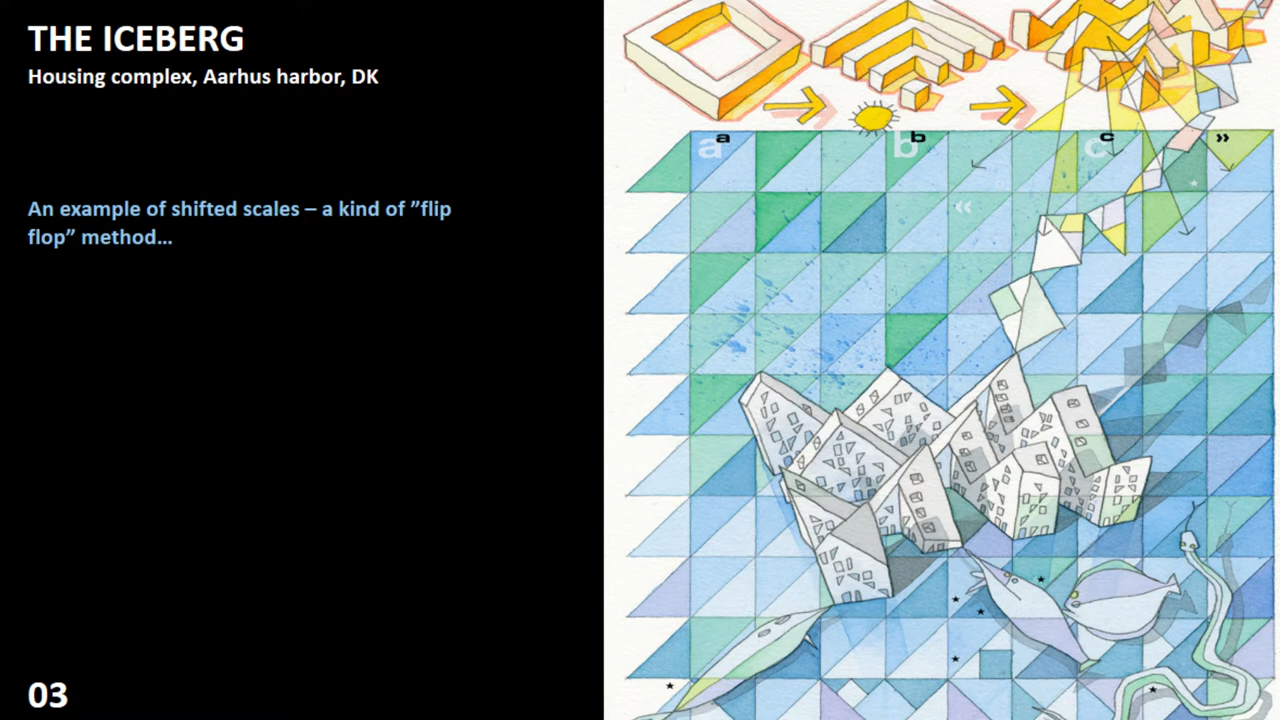 THE ICEBERG
Housing complex, Aarhus harbor, DK
An example of shifted scales – a kind of ”flip
flop” method...
a a b b c c »
«
03